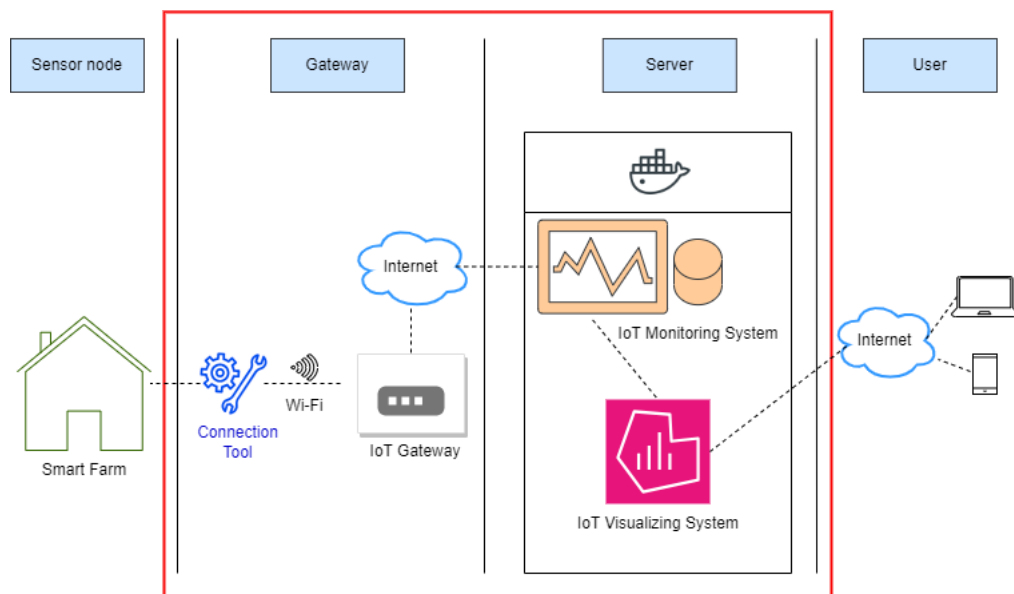 Sensor node
Gateway
Server
User
Internet
IoT Monitoring System
Internet
Wi-Fi
Connection
Tool
IoT Gateway
Smart Farm
IoT Visualizing System